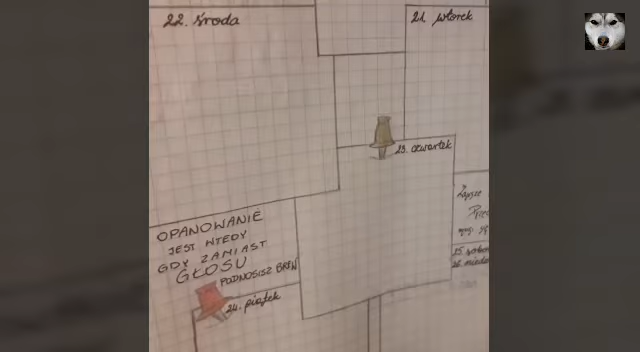 22. środa
21. wtorek
23. czwartek
OPANOWANIE
JEST WTEDY
GDY ZAMIAST
GŁOSU
PODNOSISZ BREW
24. piątek